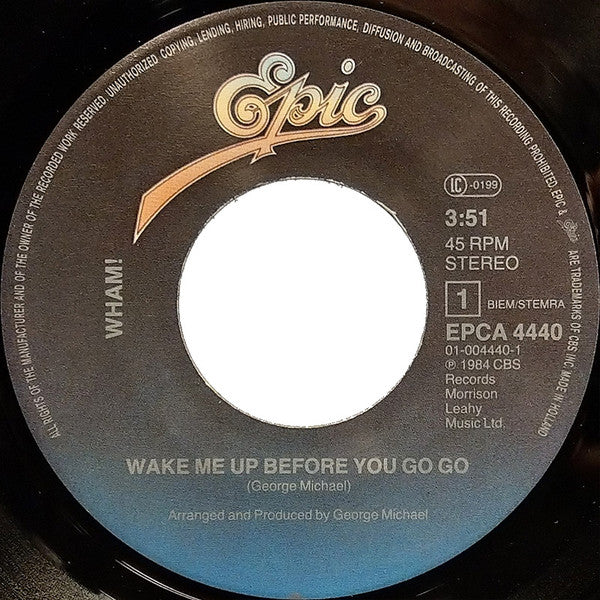 ALL RIGHTS OF THE MANUFACTURER AND OF THE OWNER OF THE RECORDED WORK RESERVED. UNAUTHORIZED COPYING, LENDING, HIRING, PUBLIC PERFORMANCE, DIFFUSION AND BROADCASTING OF THIS RECORDING PROHIBITED, EPIC & Epic ARE TRADEMARKS OF CBS INC. MADE IN HOLLAND
Epic
WHAM!
LC -0199
3:51
45 RPM
STEREO
1 BIEM/STEMRA
EPCA 4440
01-004440-1
℗ 1984 CBS
Records
Morrison
Leahy
Music Ltd.
WAKE ME UP BEFORE YOU GO GO
(George Michael)
Arranged and Produced by George Michael